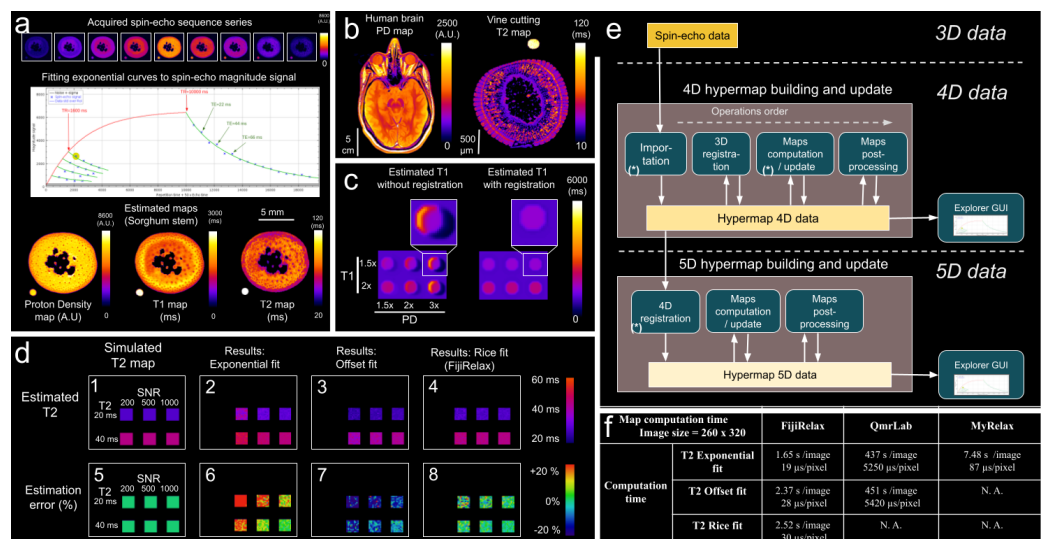 a
Acquired spin-echo sequence series
8600
(A.U.)
0
Fitting exponential curves to spin-echo magnitude signal
TR=10000 ms
TE=22 ms
TE=44 ms
TE=66 ms
Estimated maps
(Sorghum stem)
8600
(A.U.)
0
3000
(ms)
0
5 mm
120
(ms)
20
Proton Density
map (A.U)
T1 map
(ms)
T2 map
(ms)
b
Human brain
PD map
2500
(A.U.)
0
5
cm
Vine cutting
T2 map
120
(ms)
10
500
µm
c
Estimated T1
without registration
Estimated T1
with registration
6000
(ms)
0
T1
1.5x
2x
1.5x 2x 3x
PD
d
Simulated
T2 map
Results:
Exponential fit
Results:
Offset fit
Results: Rice fit
(FijiRelax)
Estimated
T2
1
SNR
T2 200 500 1000
20 ms
40 ms
2
3
4
60 ms
40 ms
20 ms
Estimation
error (%)
5
SNR
T2 200 500 1000
20 ms
40 ms
6
7
8
+20 %
0%
-20 %
e
Spin-echo data
3D data
4D data
4D hypermap building and update
Operations order
Impor-
tation
(*)
3D
registra-
tion
Maps
computation
(*) / update
Maps
post-
processing
Hypermap 4D data
Explorer GUI
5D data
5D hypermap building and update
4D
registration
(*)
Maps
computation
/ update
Maps
post-
processing
Hypermap 5D data
Explorer GUI
f
Map computation time
Image size = 260 x 320
FijiRelax
QmrLab
MyRelax
Computation
time
T2 Exponential
fit
1.65 s /image
19 µs/pixel
437 s /image
5250 µs/pixel
7.48 s /image
87 µs/pixel
T2 Offset fit
2.37 s /image
28 µs/pixel
451 s /image
5420 µs/pixel
N. A.
T2 Rice fit
2.52 s /image
30 µs/pixel
N. A.
N. A.